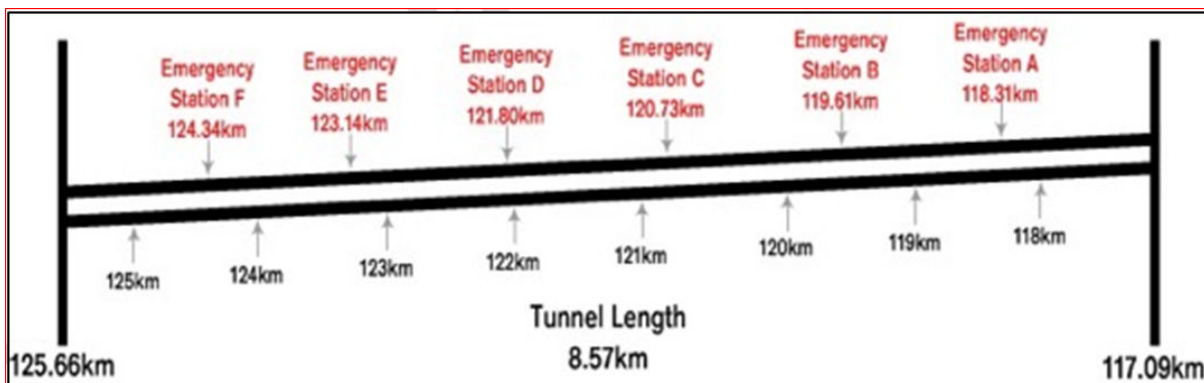 Emergency
Station F
124.34km
Emergency
Station E
123.14km
Emergency
Station D
121.80km
Emergency
Station C
120.73km
Emergency
Station B
119.61km
Emergency
Station A
118.31km
125km
124km
123km
122km
121km
120km
119km
118km
Tunnel Length
8.57km
125.66km
117.09km